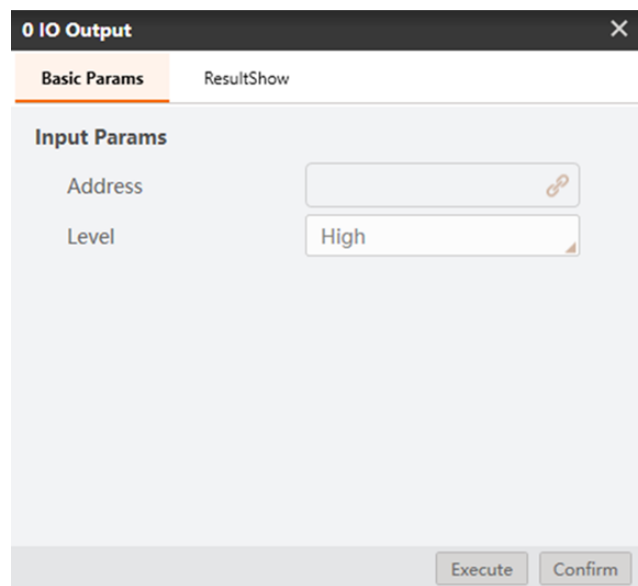 0 IO Output
Basic Params ResultShow
Input Params
Address
Level High
Execute Confirm